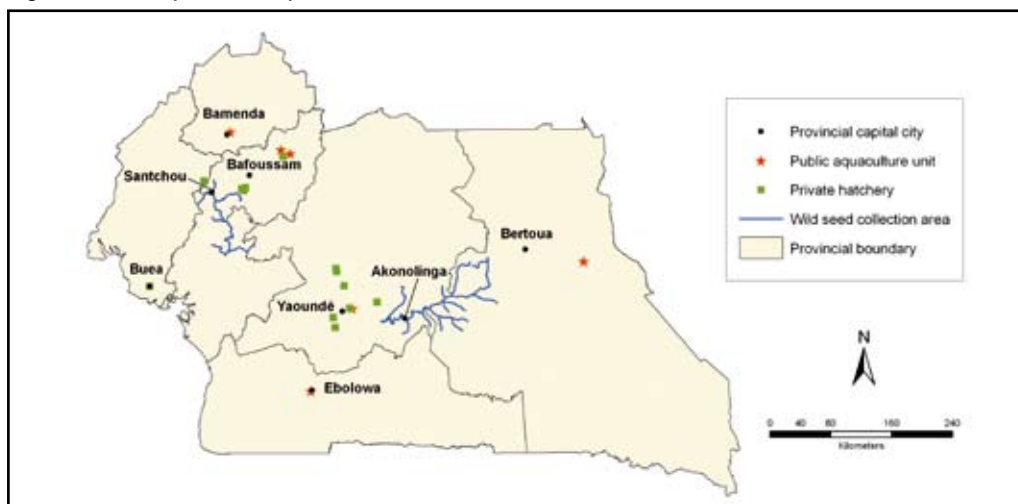 Bamenda
Bafoussam
Santchou
Bertoua
Akonolinga
Buea
Yaoundé
Ebolowa
Provincial capital city
Public aquaculture unit
Private hatchery
Wild seed collection area
Provincial boundary
N
0 40 80 160 240
Kilometers